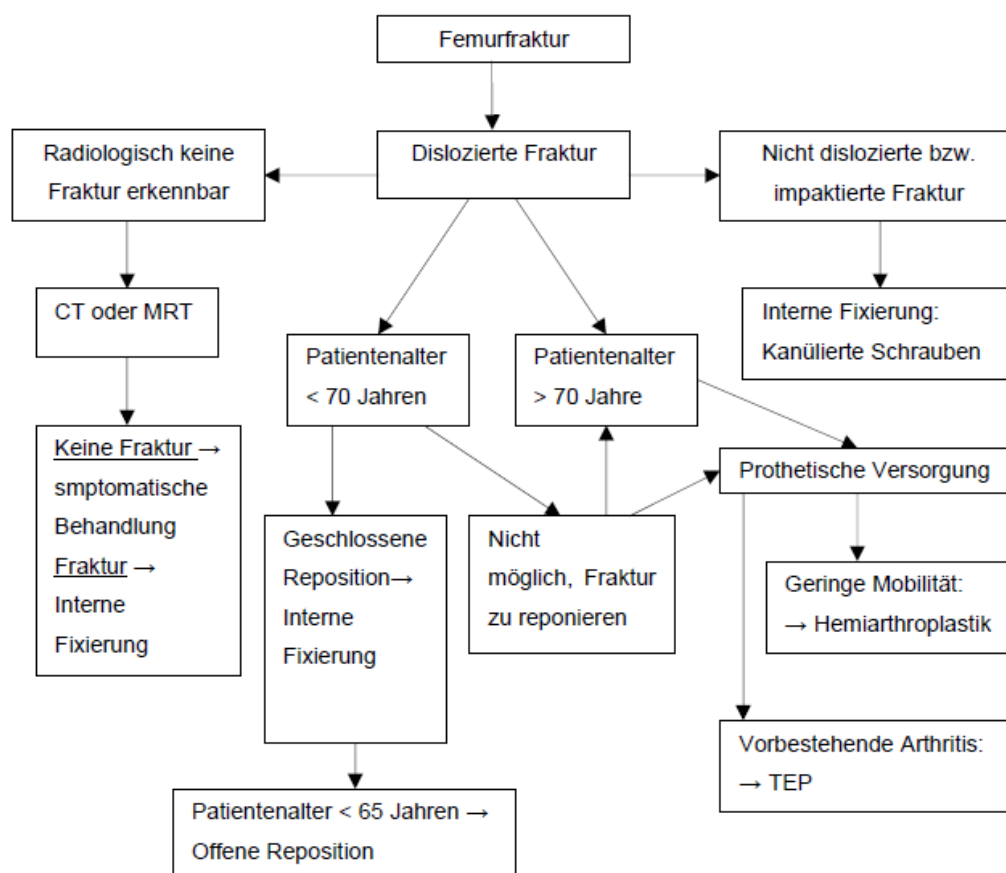 Femurfraktur
Radiologisch keine
Fraktur erkennbar
Dislozierte Fraktur
Nicht dislozierte bzw.
impaktierte Fraktur
CT oder MRT
Interne Fixierung:
Kanülierte Schrauben
Patientenalter
< 70 Jahren
Patientenalter
> 70 Jahre
Keine Fraktur →
smptomatische
Behandlung
Fraktur →
Interne
Fixierung
Geschlossene
Reposition→
Interne
Fixierung
Nicht
möglich, Fraktur
zu reponieren
Prothetische Versorgung
Geringe Mobilität:
→ Hemiarthroplastik
Vorbestehende Arthritis:
→ TEP
Patientenalter < 65 Jahren →
Offene Reposition